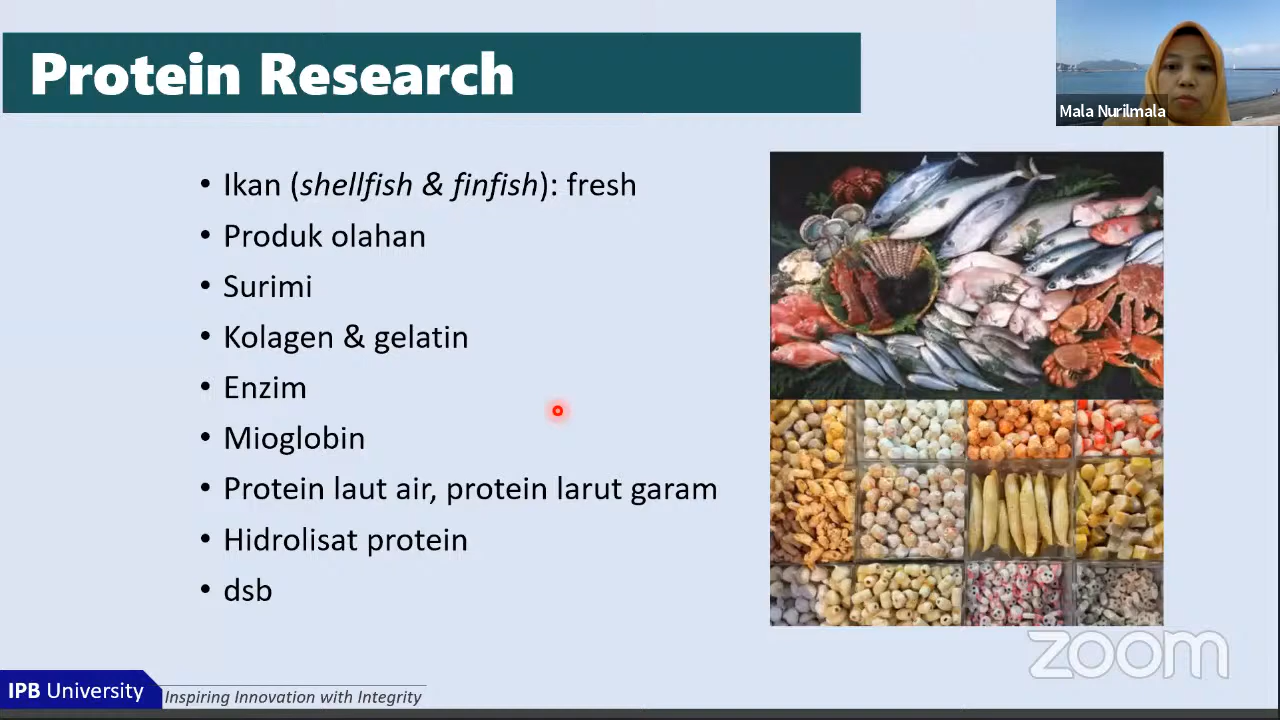 Protein Research
Mala Nurilmala
• Ikan (shellfish & finfish): fresh
• Produk olahan
• Surimi
• Kolagen & gelatin
• Enzim
• Mioglobin
• Protein laut air, protein larut garam
• Hidrolisat protein
• dsb
zoom
IPB University
Inspiring Innovation with Integrity